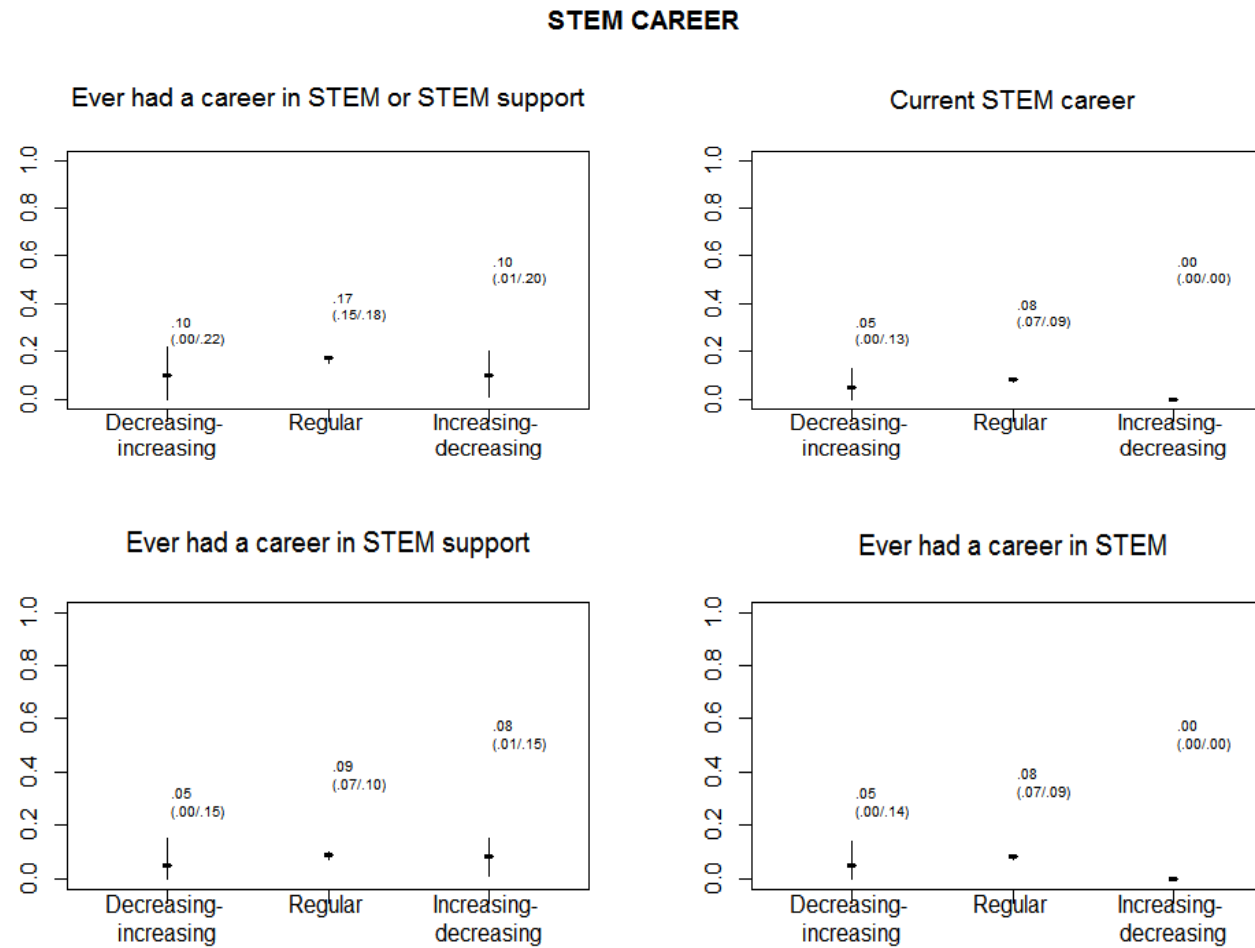 STEM CAREER
Ever had a career in STEM or STEM support
1.0
0.8
0.6
0.4
0.2
0.0
.10
(.00/.22)
.17
(.15/.18)
.10
(.01/.20)
Decreasing-
increasing
Regular
Increasing-
decreasing
Current STEM career
1.0
0.8
0.6
0.4
0.2
0.0
.05
(.00/.13)
.08
(.07/.09)
.00
(.00/.00)
Decreasing-
increasing
Regular
Increasing-
decreasing
Ever had a career in STEM support
1.0
0.8
0.6
0.4
0.2
0.0
.05
(.00/.15)
.09
(.07/.10)
.08
(.01/.15)
Decreasing-
increasing
Regular
Increasing-
decreasing
Ever had a career in STEM
1.0
0.8
0.6
0.4
0.2
0.0
.05
(.00/.14)
.08
(.07/.09)
.00
(.00/.00)
Decreasing-
increasing
Regular
Increasing-
decreasing